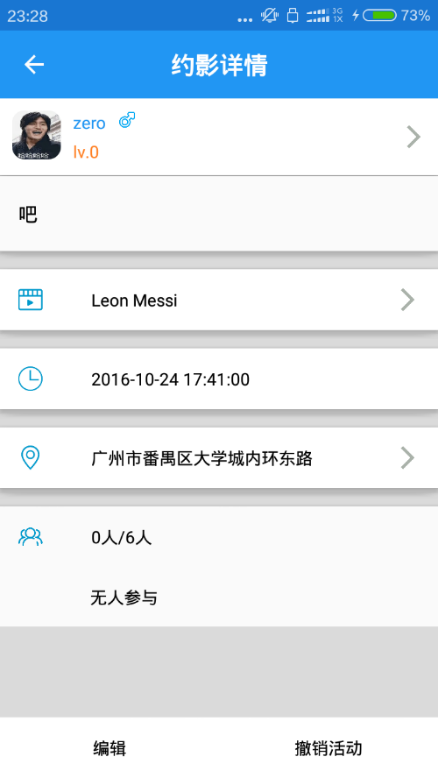 23:28
... 3G 1X 73%
约影详情
zero
lv.0
吧
Leon Messi
2016-10-24 17:41:00
广州市番禺区大学城内环东路
0人/6人
无人参与
编辑 撤销活动